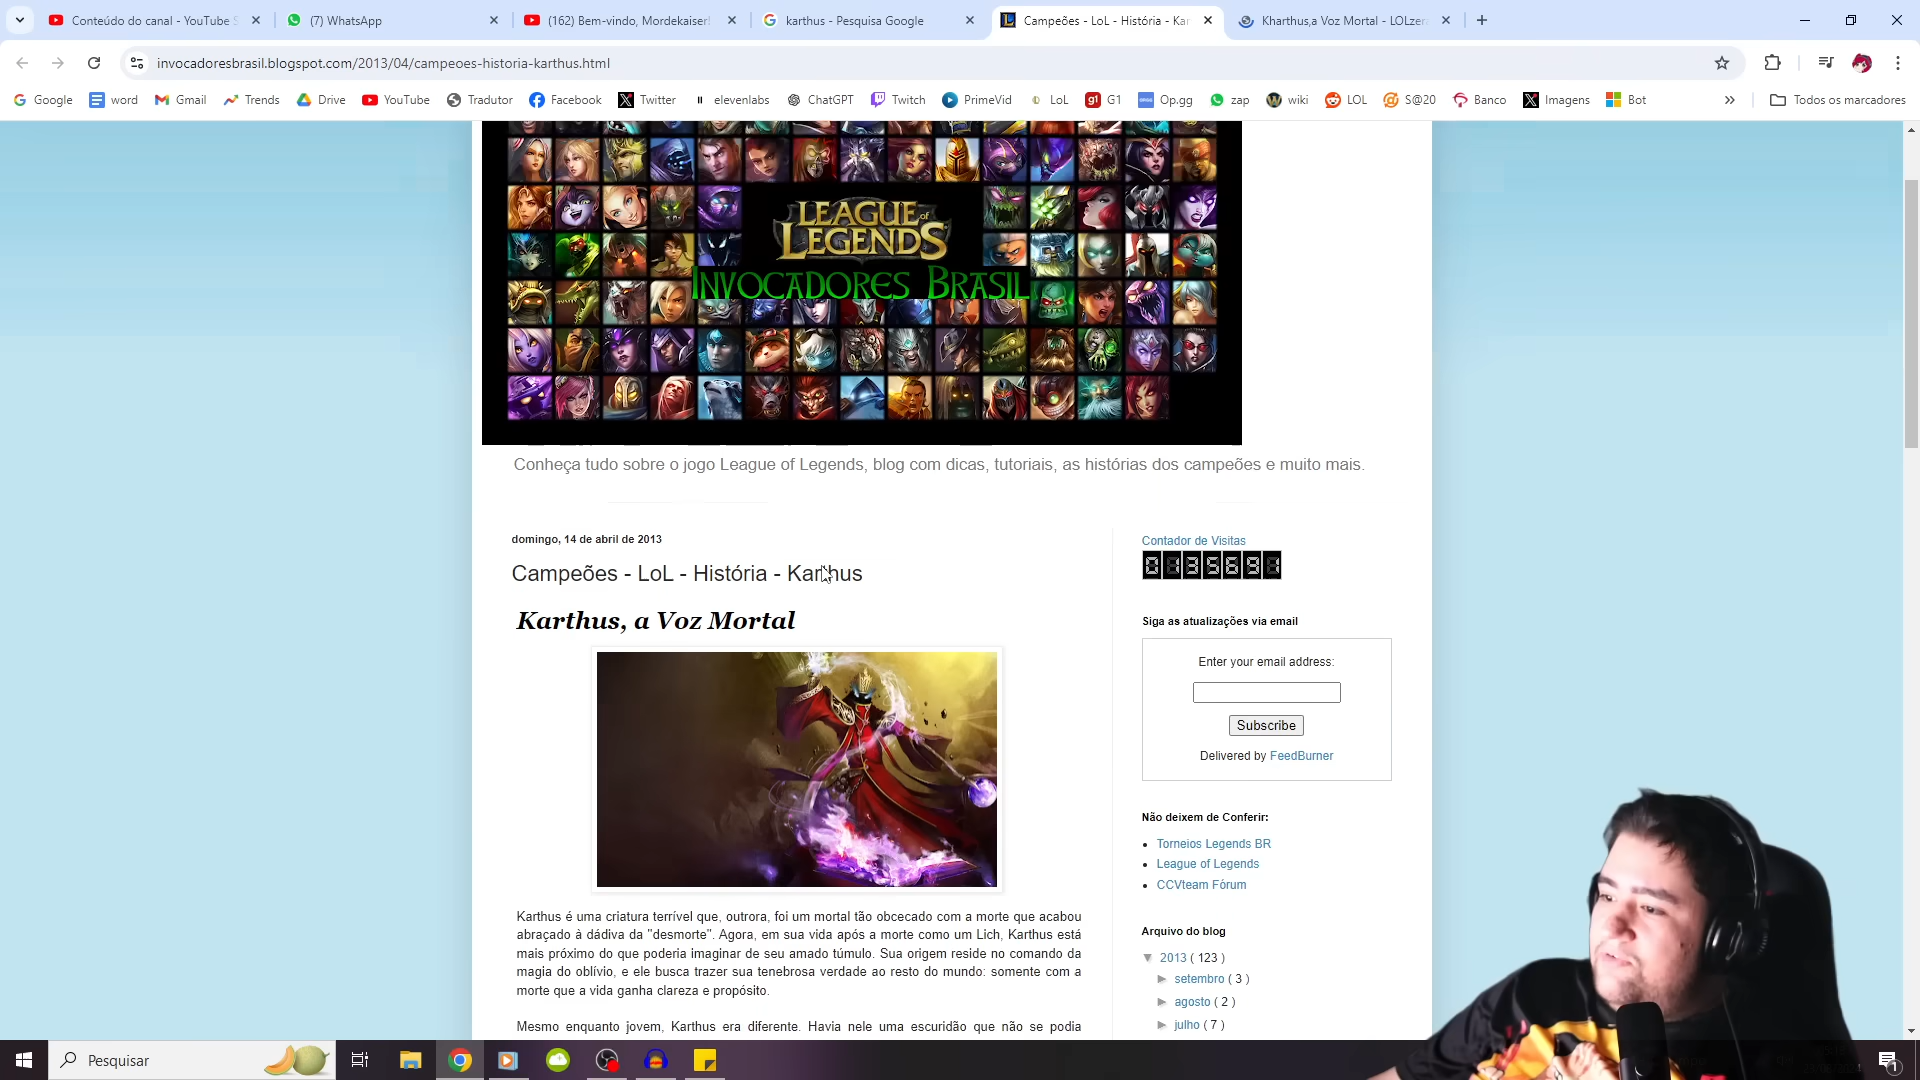 Conteúdo do canal - YouTube S
(7) WhatsApp
(162) Bem-vindo, Mordekaiser!
karthus - Pesquisa Google
Campeões - LoL - História - Kar
Kharthus,a Voz Mortal - LOLzera
invocadoresbrasil.blogspot.com/2013/04/campeoes-historia-karthus.html
Google
word
Gmail
Trends
Drive
YouTube
Tradutor
Facebook
Twitter
elevenlabs
ChatGPT
Twitch
PrimeVid
LoL
G1
Op.gg
zap
wiki
LOL
S@20
Banco
Imagens
Bot
»
Todos os marcadores
LEAGUE of
LEGENDS
INVOCADORES BRASIL
Conheça tudo sobre o jogo League of Legends, blog com dicas, tutoriais, as histórias dos campeões e muito mais.
domingo, 14 de abril de 2013
Campeões - LoL - História - Karthus
Karthus, a Voz Mortal
Karthus é uma criatura terrível que, outrora, foi um mortal tão obcecado com a morte que acabou
abraçado à dádiva da "desmorte". Agora, em sua vida após a morte como um Lich, Karthus está
mais próximo do que poderia imaginar de seu amado túmulo. Sua origem reside no comando da
magia do oblívio, e ele busca trazer sua tenebrosa verdade ao resto do mundo: somente com a
morte que a vida ganha clareza e propósito.
Mesmo enquanto jovem, Karthus era diferente. Havia nele uma escuridão que não se podia
Contador de Visitas
0135691
Siga as atualizações via email
Enter your email address:
Subscribe
Delivered by FeedBurner
Não deixem de Conferir:
Torneios Legends BR
League of Legends
CCVteam Fórum
Arquivo do blog
▼ 2013 ( 123 )
► setembro ( 3 )
► agosto ( 2 )
► julho ( 7 )
Pesquisar
1